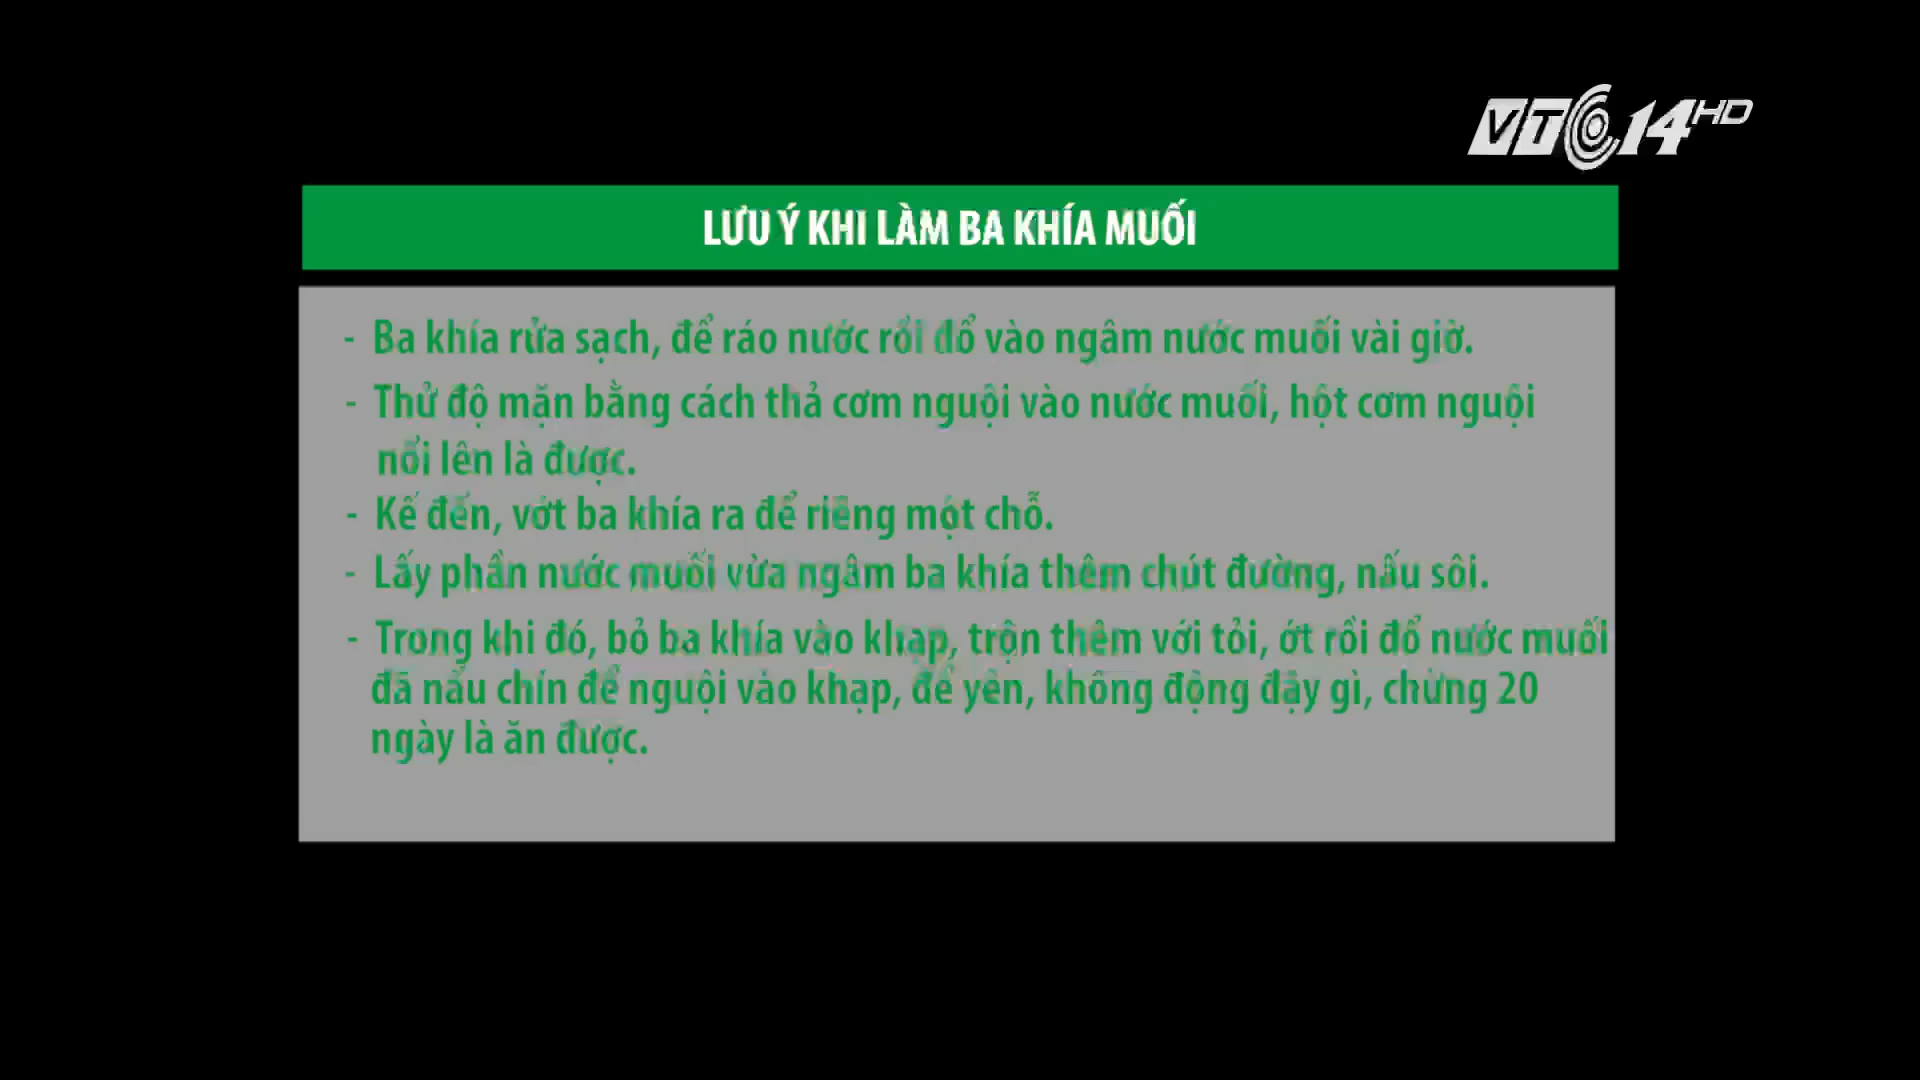 VTC14 HD
LƯU Ý KHI LÀM BA KHÍA MUỐI
- Ba khía rửa sạch, để ráo nước rồi đổ vào ngâm nước muối vài giờ.
- Thử độ mặn bằng cách thả cơm nguội vào nước muối, hột cơm nguội
nổi lên là được.
- Kế đến, vớt ba khía ra để riêng một chỗ.
- Lấy phần nước muối vừa ngâm ba khía thêm chút đường, nấu sôi.
- Trong khi đó, bỏ ba khía vào khạp, trộn thêm với tỏi, ớt rồi đổ nước muối
đã nấu chín để nguội vào khạp, để yên, không động đậy gì, chừng 20
ngày là ăn được.